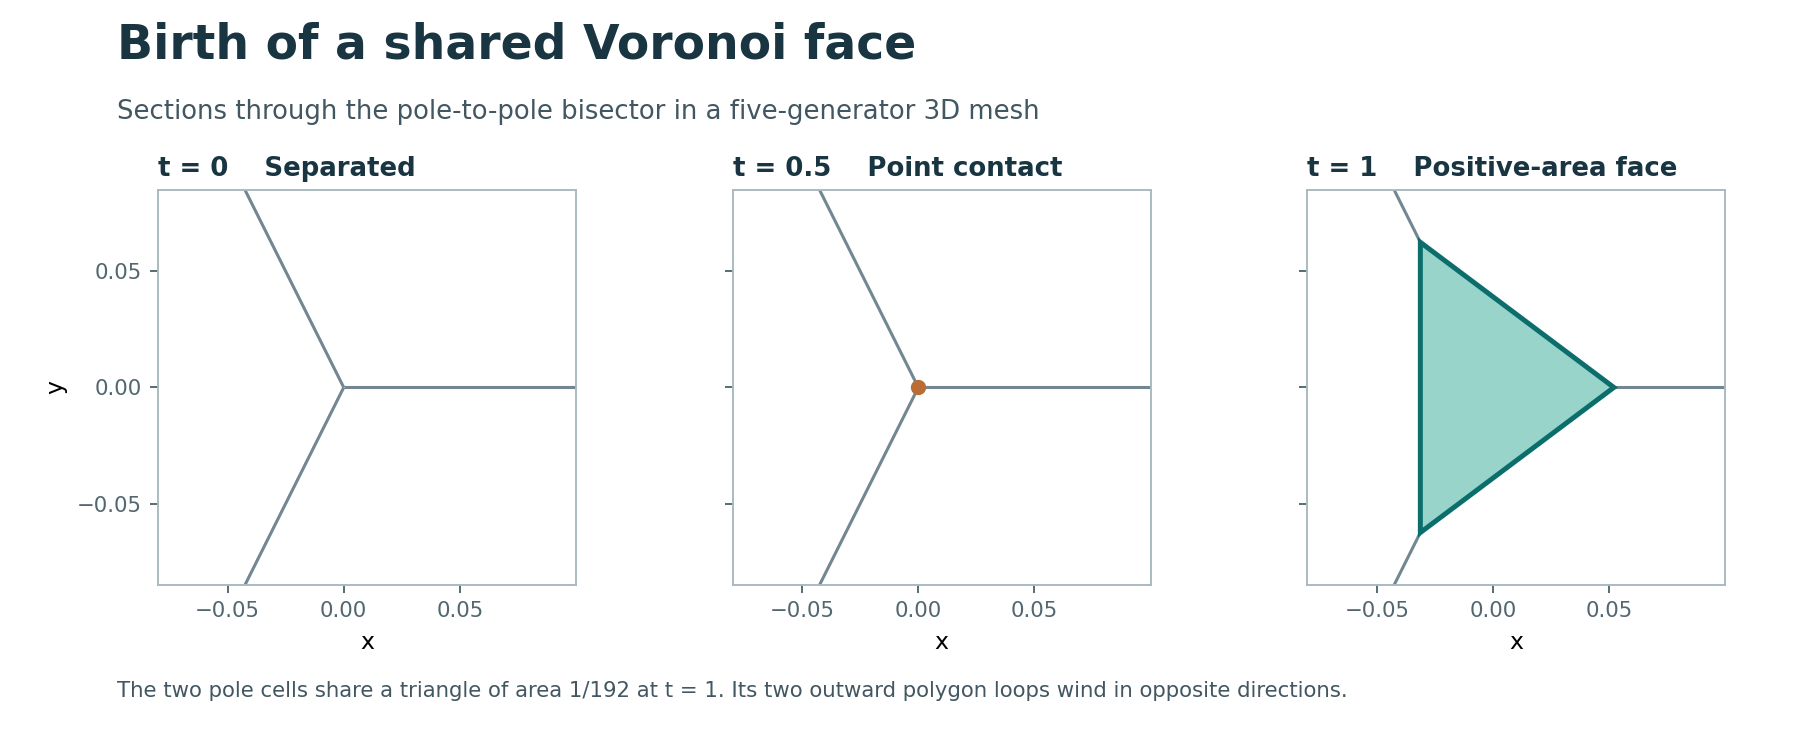 Birth of a shared Voronoi face
Sections through the pole-to-pole bisector in a five-generator 3D mesh
t = 0 Separated
t = 0.5 Point contact
t = 1 Positive-area face
0.05
0.00
−0.05
y
−0.05 0.00 0.05
−0.05 0.00 0.05
−0.05 0.00 0.05
x
x
x
The two pole cells share a triangle of area 1/192 at t = 1. Its two outward polygon loops wind in opposite directions.